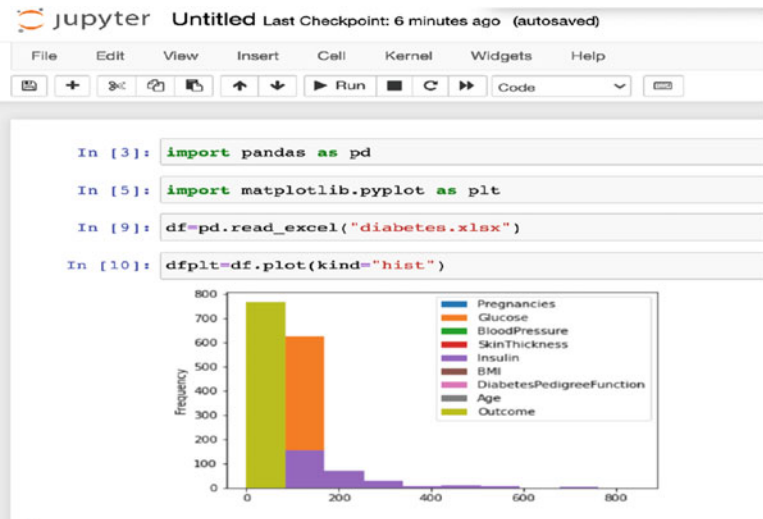 jupyter Untitled Last Checkpoint: 6 minutes ago (autosaved)
File Edit View Insert Cell Kernel Widgets Help
Run Code
In [3]: import pandas as pd
In [5]: import matplotlib.pyplot as plt
In [9]: df=pd.read_excel("diabetes.xlsx")
In [10]: dfplt=df.plot(kind="hist")
800
700
600
500
400
300
200
100
0
Frequency
Pregnancies
Glucose
BloodPressure
SkinThickness
Insulin
BMI
DiabetesPedigreeFunction
Age
Outcome
0 200 400 600 800